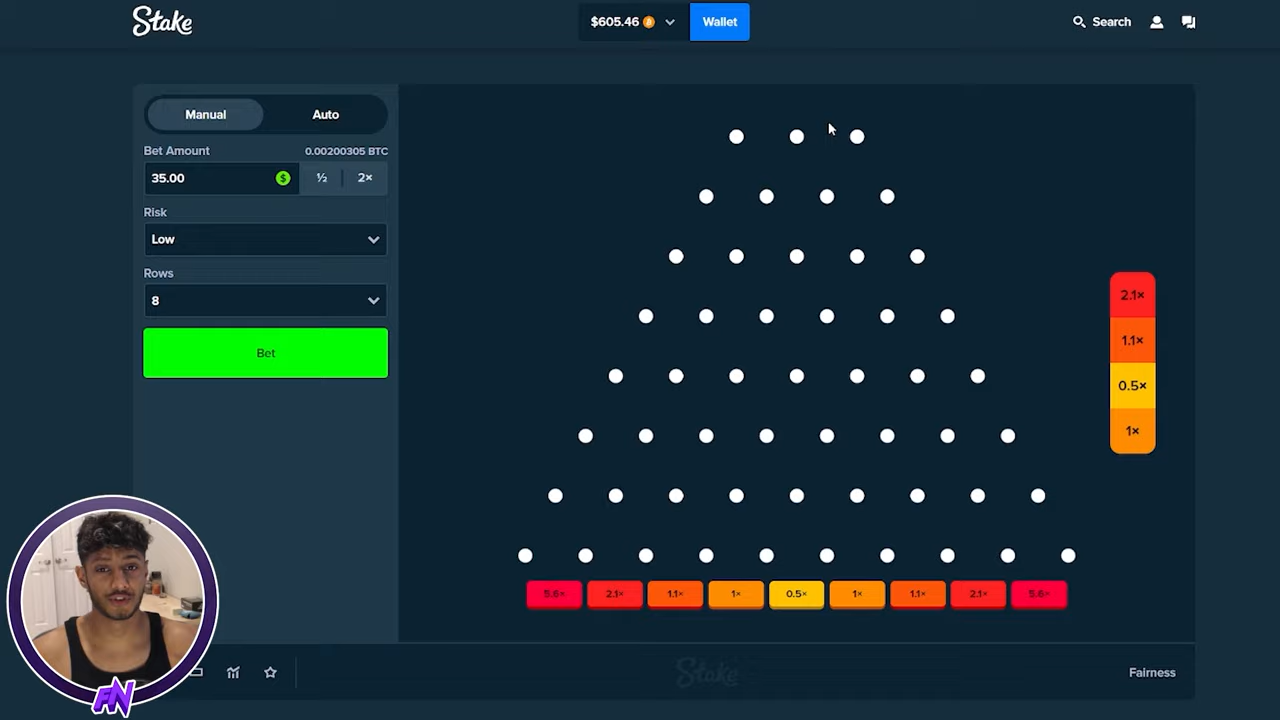 Stake
$605.46
Wallet
Search
Manual
Auto
Bet Amount
0.00200305 BTC
35.00
$
½
2×
Risk
Low
Rows
8
Bet
2.1×
1.1×
0.5×
1×
5.6×
2.1×
1.1×
1×
0.5×
1×
1.1×
2.1×
5.6×
Stake
Fairness
FN